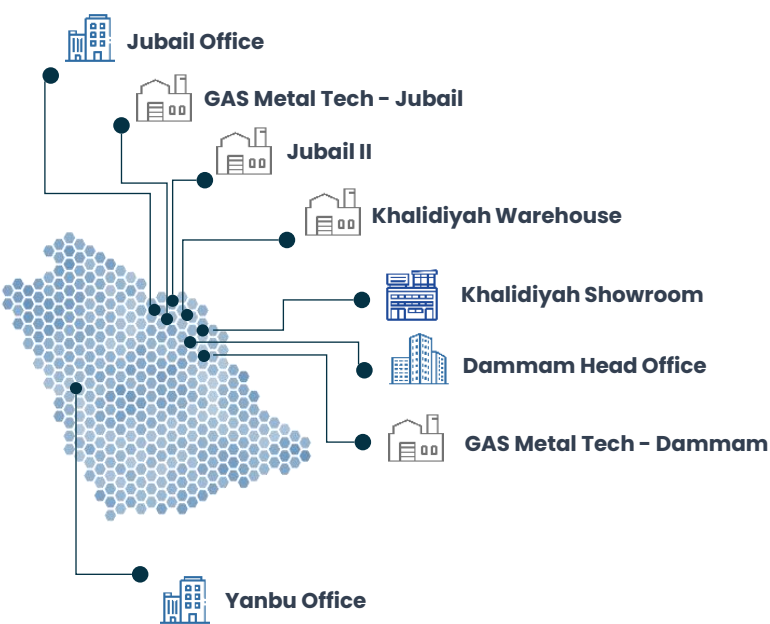 Jubail Office
GAS Metal Tech - Jubail
Jubail II
Khalidiyah Warehouse
Khalidiyah Showroom
Dammam Head Office
GAS Metal Tech - Dammam
Yanbu Office